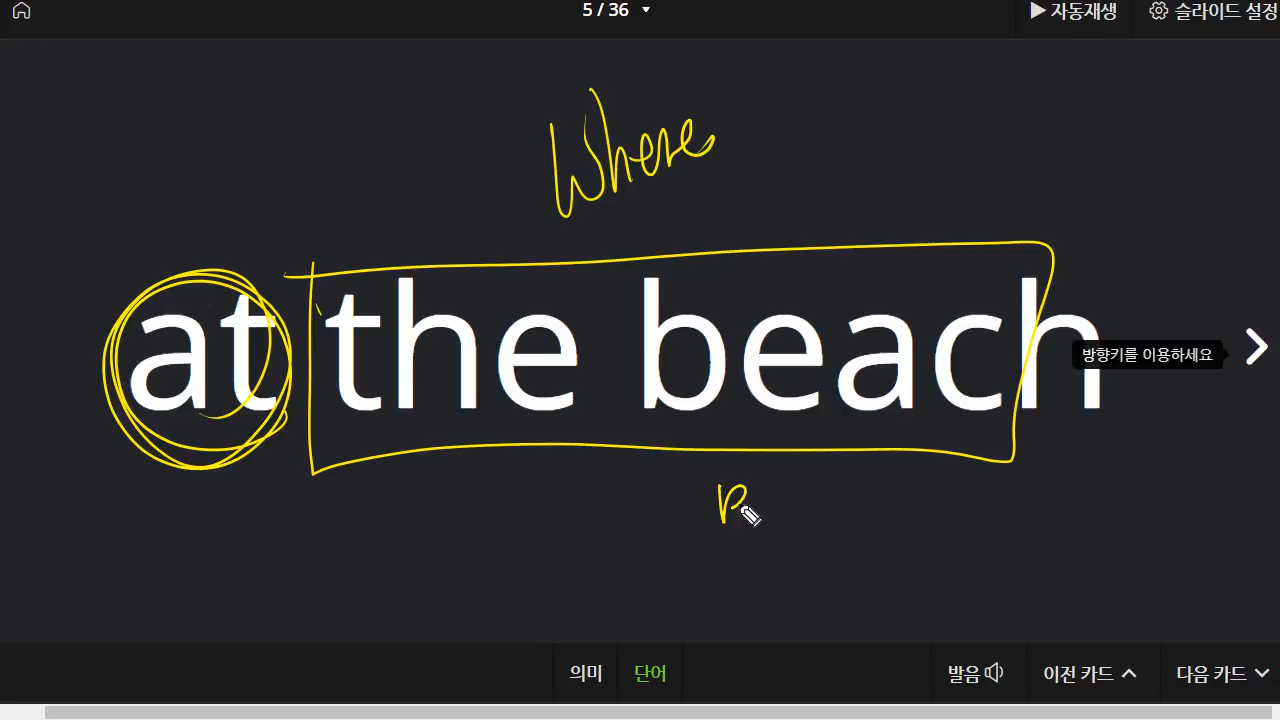 5 / 36
자동재생
슬라이드 설정
Where
at the beach
방향키를 이용하세요
의미
단어
발음
이전 카드
다음 카드